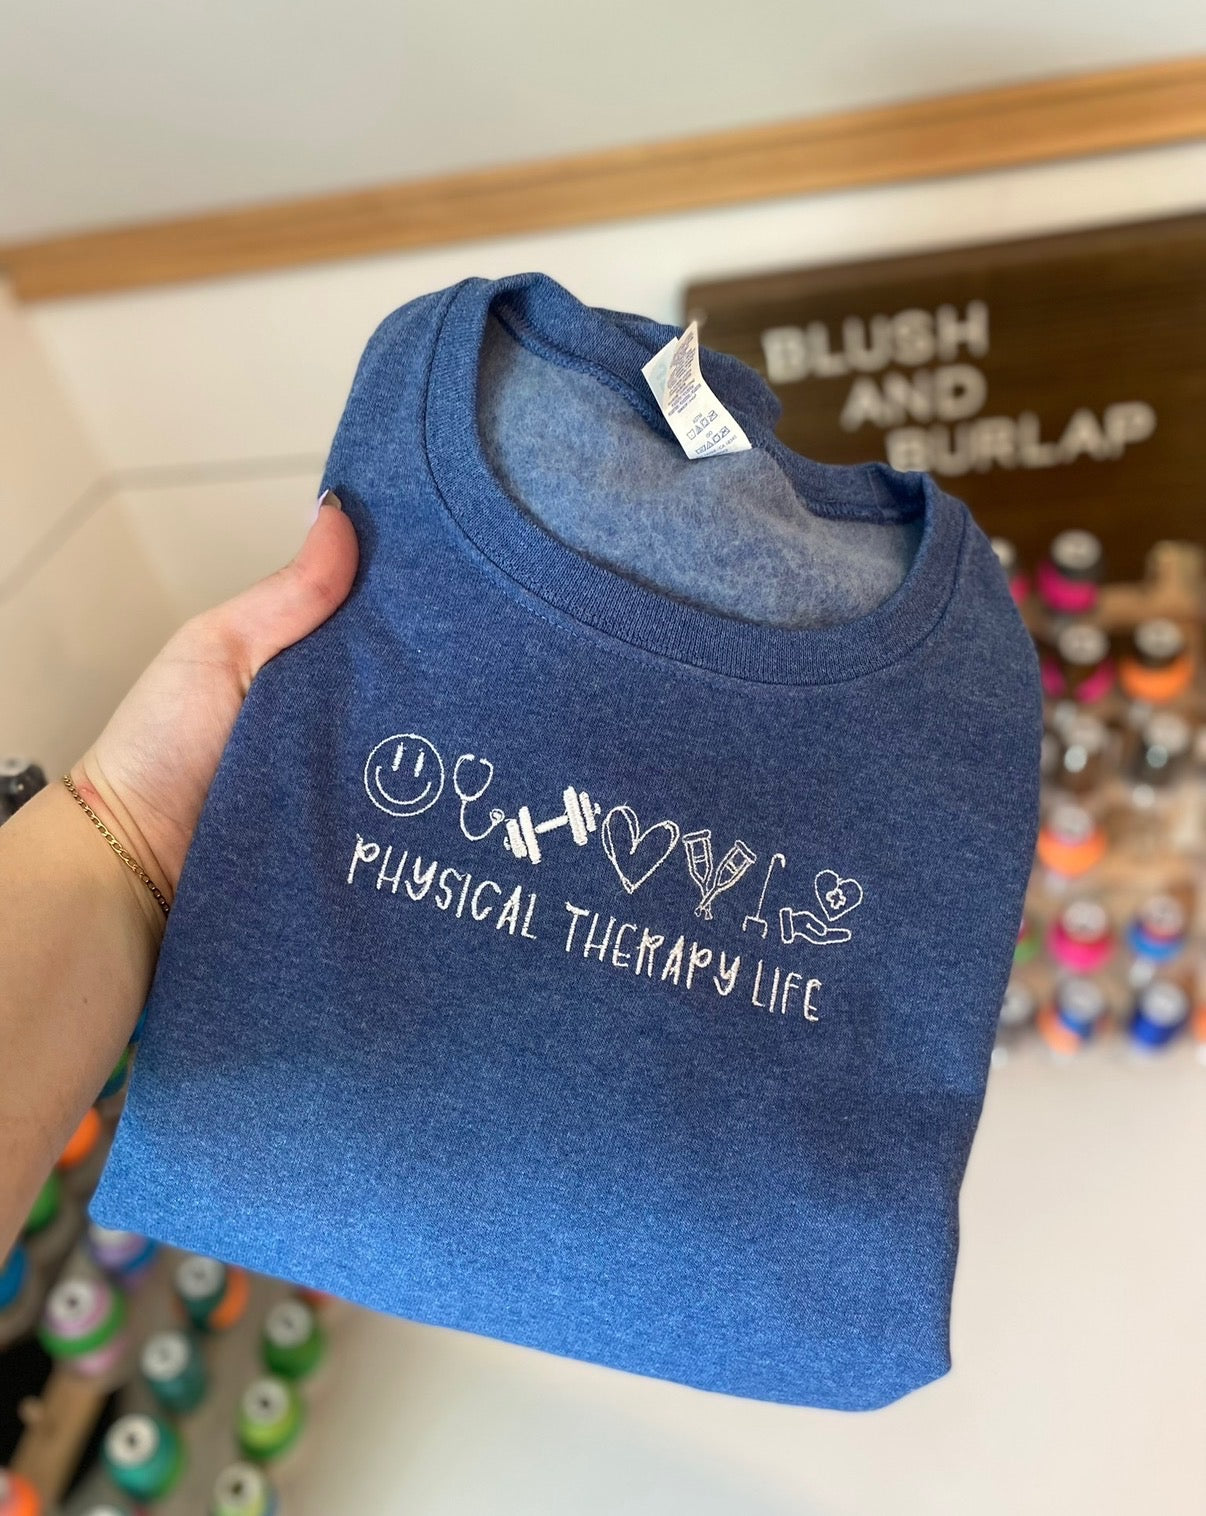 BLUSH
AND
BURLAP
PHYSICAL THERAPY LIFE